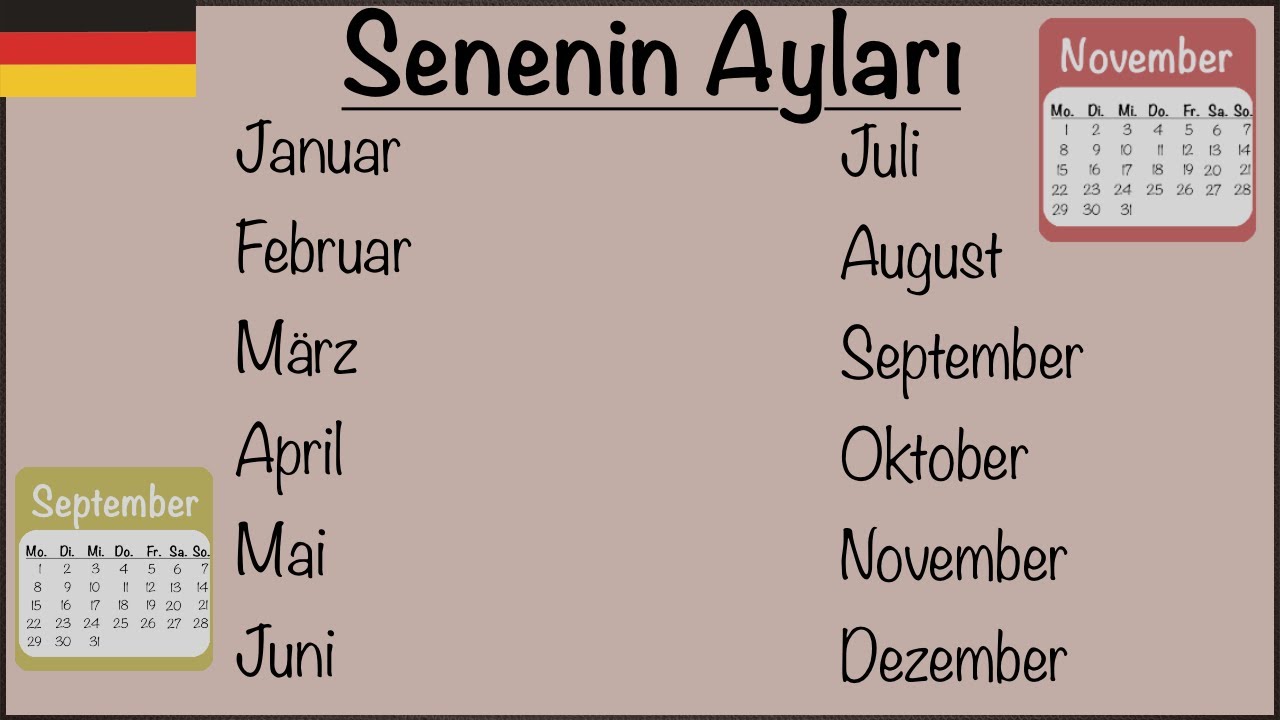 Senenin Ayları
Januar
Februar
März
April
Mai
Juni
Juli
August
September
Oktober
November
Dezember
November
Mo. Di. Mi. Do. Fr. Sa. So.
1 2 3 4 5 6 7
8 9 10 11 12 13 14
15 16 17 18 19 20 21
22 23 24 25 26 27 28
29 30 31
September
Mo. Di. Mi. Do. Fr. Sa. So.
1 2 3 4 5 6 7
8 9 10 11 12 13 14
15 16 17 18 19 20 21
22 23 24 25 26 27 28
29 30 31